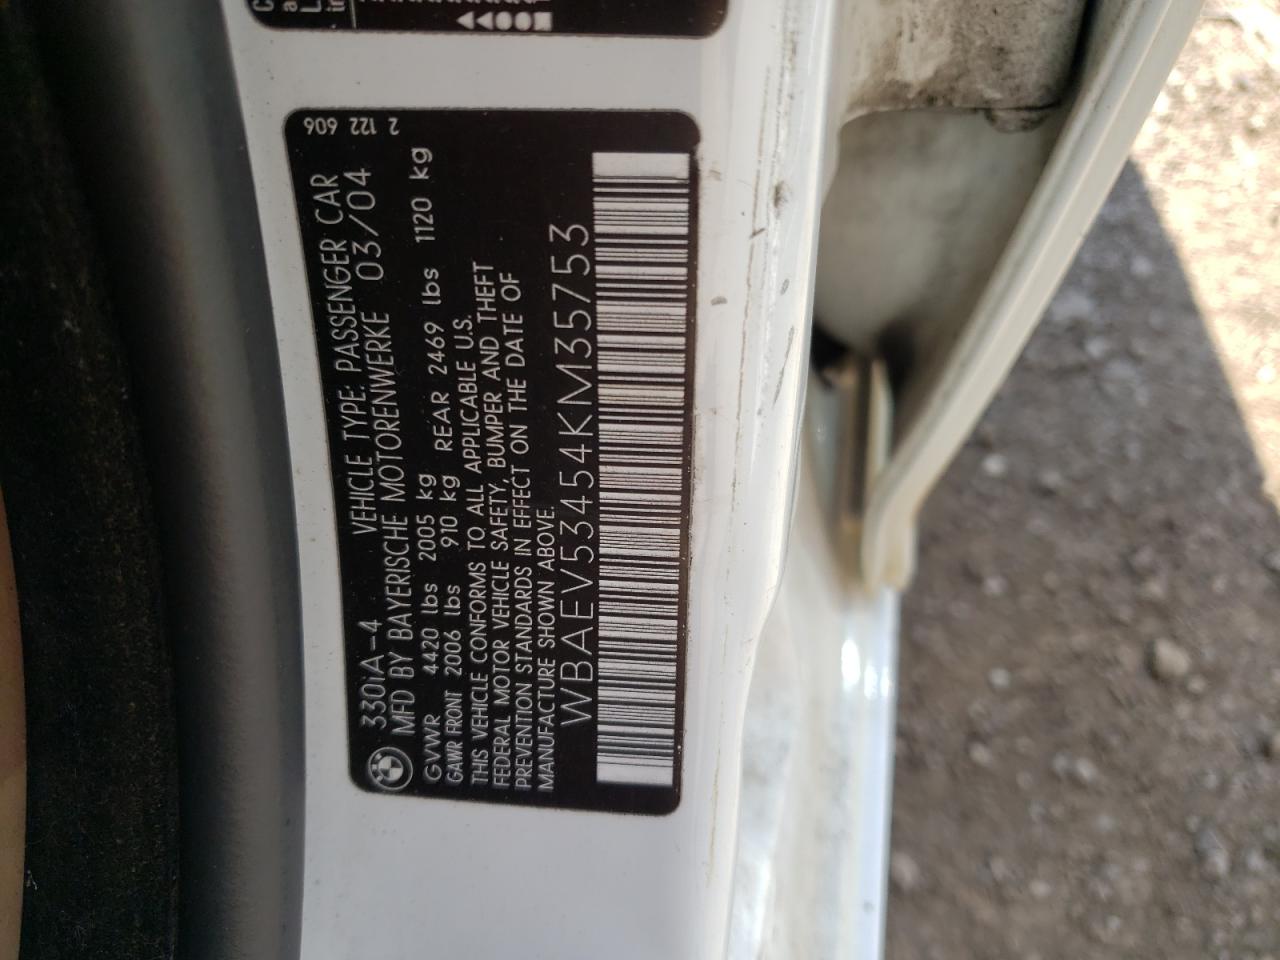 330iA-4 VEHICLE TYPE: PASSENGER CAR
MFD BY BAYERISCHE MOTORENWERKE 03/04
GVWR 4420 lbs 2005 kg
GAWR FRONT 2006 lbs 910 kg REAR 2469 lbs 1120 kg
THIS VEHICLE CONFORMS TO ALL APPLICABLE U.S.
FEDERAL MOTOR VEHICLE SAFETY, BUMPER AND THEFT
PREVENTION STANDARDS IN EFFECT ON THE DATE OF
MANUFACTURE SHOWN ABOVE.
WBAEV53454KM35753
2 122 606